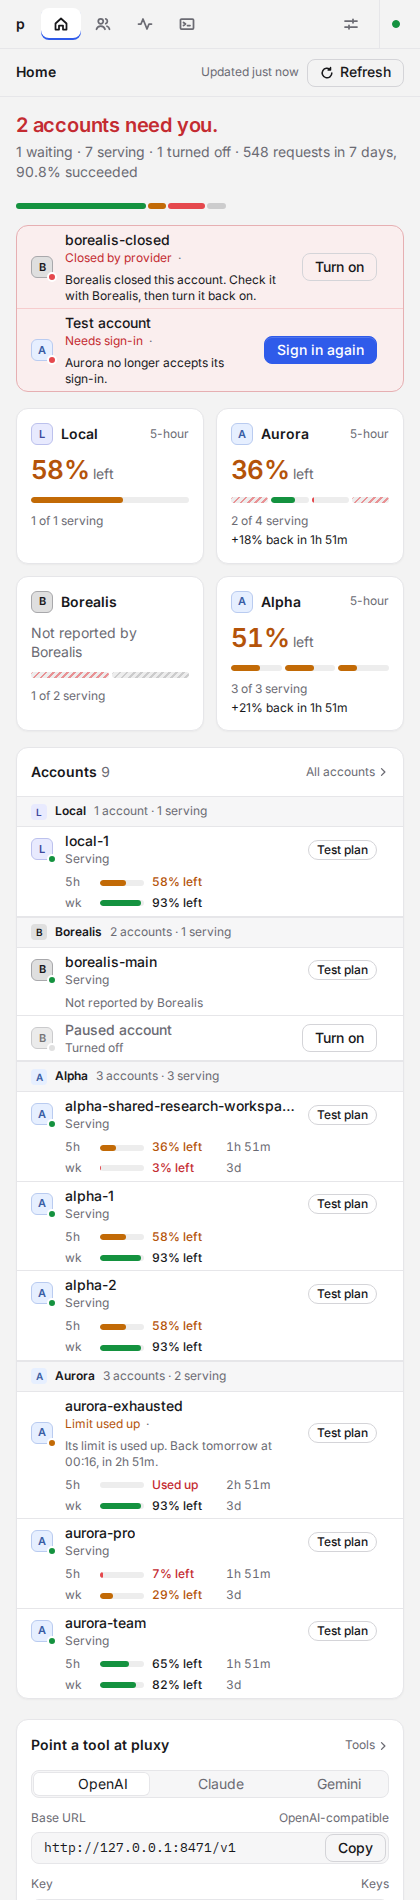 p
Home
Updated just now
Refresh
2 accounts need you.
1 waiting · 7 serving · 1 turned off · 548 requests in 7 days,
90.8% succeeded
B
borealis-closed
Closed by provider ·
Borealis closed this account. Check it
with Borealis, then turn it back on.
Turn on
A
Test account
Needs sign-in ·
Aurora no longer accepts its
sign-in.
Sign in again
L Local 5-hour
58% left
1 of 1 serving
A Aurora 5-hour
36% left
2 of 4 serving
+18% back in 1h 51m
B Borealis
Not reported by
Borealis
1 of 2 serving
A Alpha 5-hour
51% left
3 of 3 serving
+21% back in 1h 51m
Accounts 9 All accounts
L Local 1 account · 1 serving
L local-1 Test plan
Serving
5h 58% left
wk 93% left
B Borealis 2 accounts · 1 serving
B borealis-main Test plan
Serving
Not reported by Borealis
B Paused account Turn on
Turned off
A Alpha 3 accounts · 3 serving
A alpha-shared-research-workspa... Test plan
Serving
5h 36% left 1h 51m
wk 3% left 3d
A alpha-1 Test plan
Serving
5h 58% left
wk 93% left
A alpha-2 Test plan
Serving
5h 58% left
wk 93% left
A Aurora 3 accounts · 2 serving
A aurora-exhausted Test plan
Limit used up ·
Its limit is used up. Back tomorrow at
00:16, in 2h 51m.
5h Used up 2h 51m
wk 93% left 3d
A aurora-pro Test plan
Serving
5h 7% left 1h 51m
wk 29% left 3d
A aurora-team Test plan
Serving
5h 65% left 1h 51m
wk 82% left 3d
Point a tool at pluxy Tools
OpenAI Claude Gemini
Base URL OpenAI-compatible
http://127.0.0.1:8471/v1 Copy
Key Keys